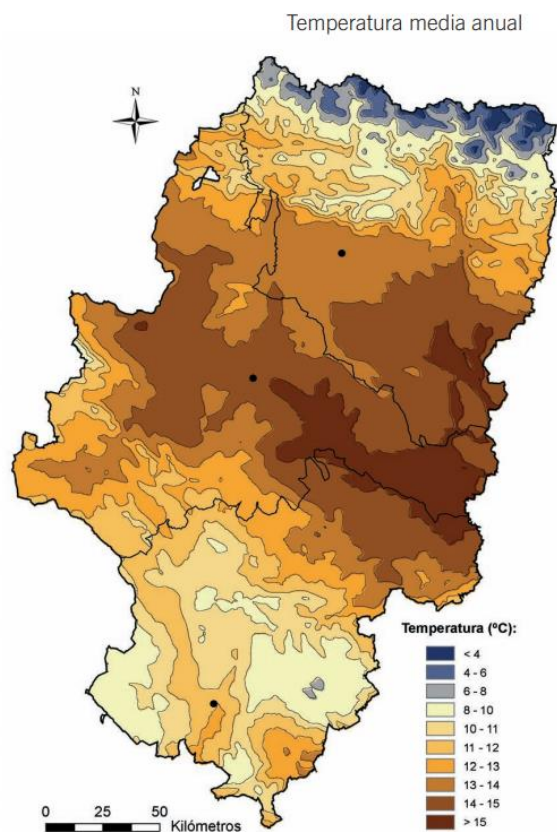 Temperatura media anual
N
Temperatura (ºC):
< 4
4 - 6
6 - 8
8 - 10
10 - 11
11 - 12
12 - 13
13 - 14
14 - 15
> 15
0 25 50
Kilómetros